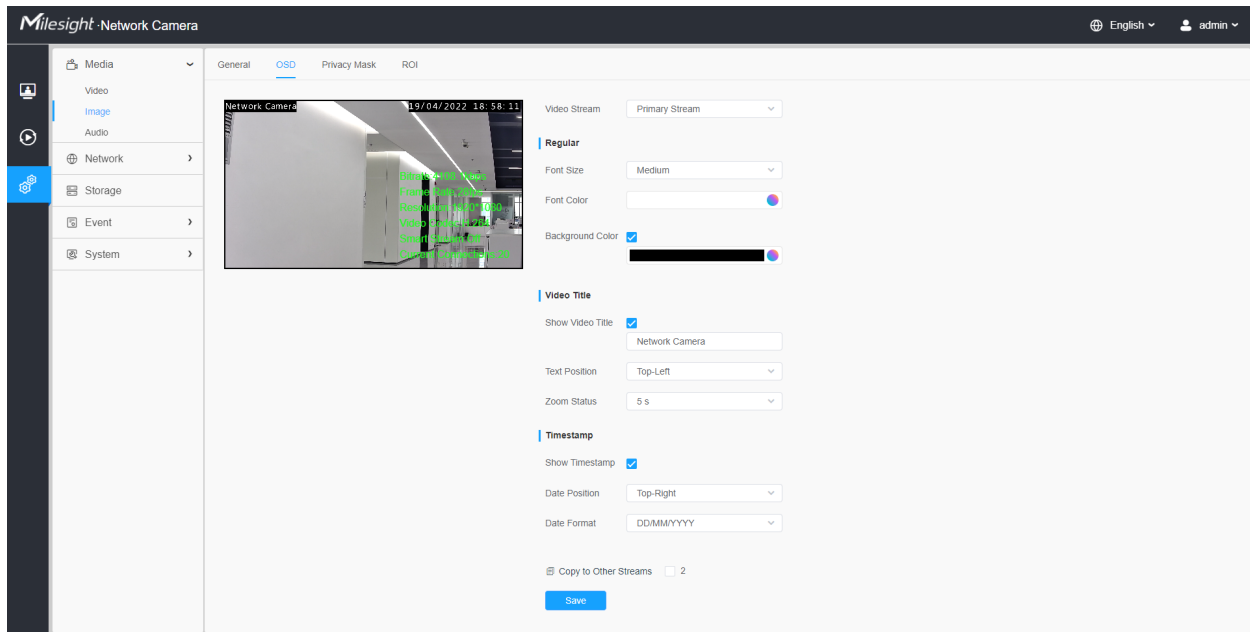 Milesight · Network Camera
English
admin
Media
Video
Image
Audio
Network
Storage
Event
System
General OSD Privacy Mask ROI
Network Camera 19/04/2022 18:58:11
Video Stream Primary Stream
Regular
Font Size Medium
Font Color
Background Color
Video Title
Show Video Title
Network Camera
Text Position Top-Left
Zoom Status 5 s
Timestamp
Show Timestamp
Date Position Top-Right
Date Format DD/MM/YYYY
Copy to Other Streams 2
Save